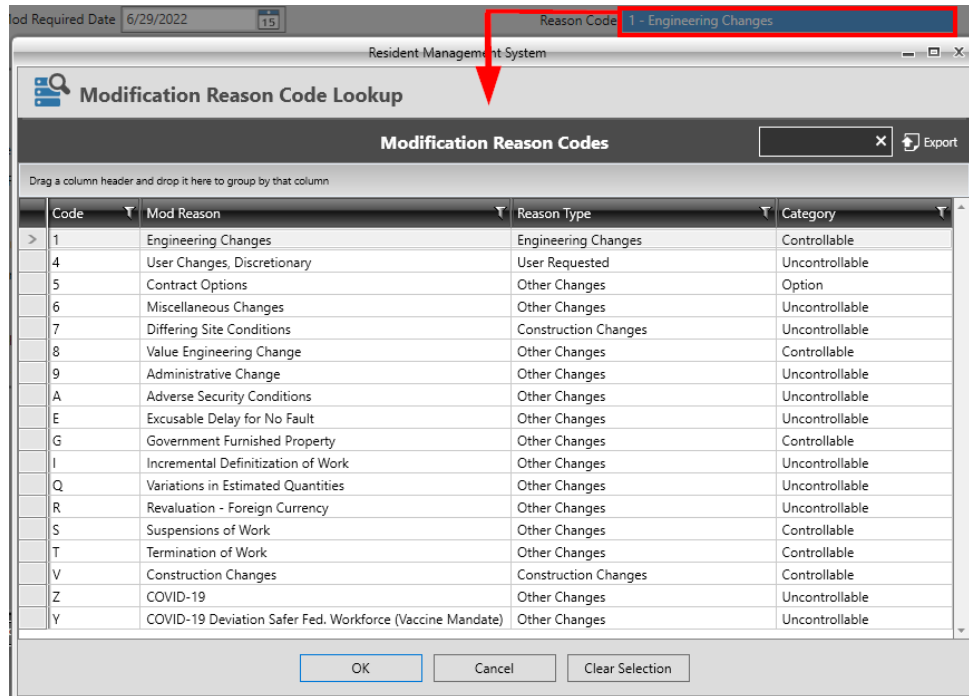 od Required Date 6/29/2022 15 Reason Code 1 - Engineering Changes
Resident Management System
Modification Reason Code Lookup
Modification Reason Codes Export
Drag a column header and drop it here to group by that column
Code Mod Reason Reason Type Category
1 Engineering Changes Engineering Changes Controllable
4 User Changes, Discretionary User Requested Uncontrollable
5 Contract Options Other Changes Option
6 Miscellaneous Changes Other Changes Uncontrollable
7 Differing Site Conditions Construction Changes Uncontrollable
8 Value Engineering Change Other Changes Controllable
9 Administrative Change Other Changes Uncontrollable
A Adverse Security Conditions Other Changes Uncontrollable
E Excusable Delay for No Fault Other Changes Uncontrollable
G Government Furnished Property Other Changes Controllable
I Incremental Definitization of Work Other Changes Uncontrollable
Q Variations in Estimated Quantities Other Changes Uncontrollable
R Revaluation - Foreign Currency Other Changes Uncontrollable
S Suspensions of Work Other Changes Controllable
T Termination of Work Other Changes Controllable
V Construction Changes Construction Changes Controllable
Z COVID-19 Other Changes Uncontrollable
Y COVID-19 Deviation Safer Fed. Workforce (Vaccine Mandate) Other Changes Uncontrollable
OK Cancel Clear Selection